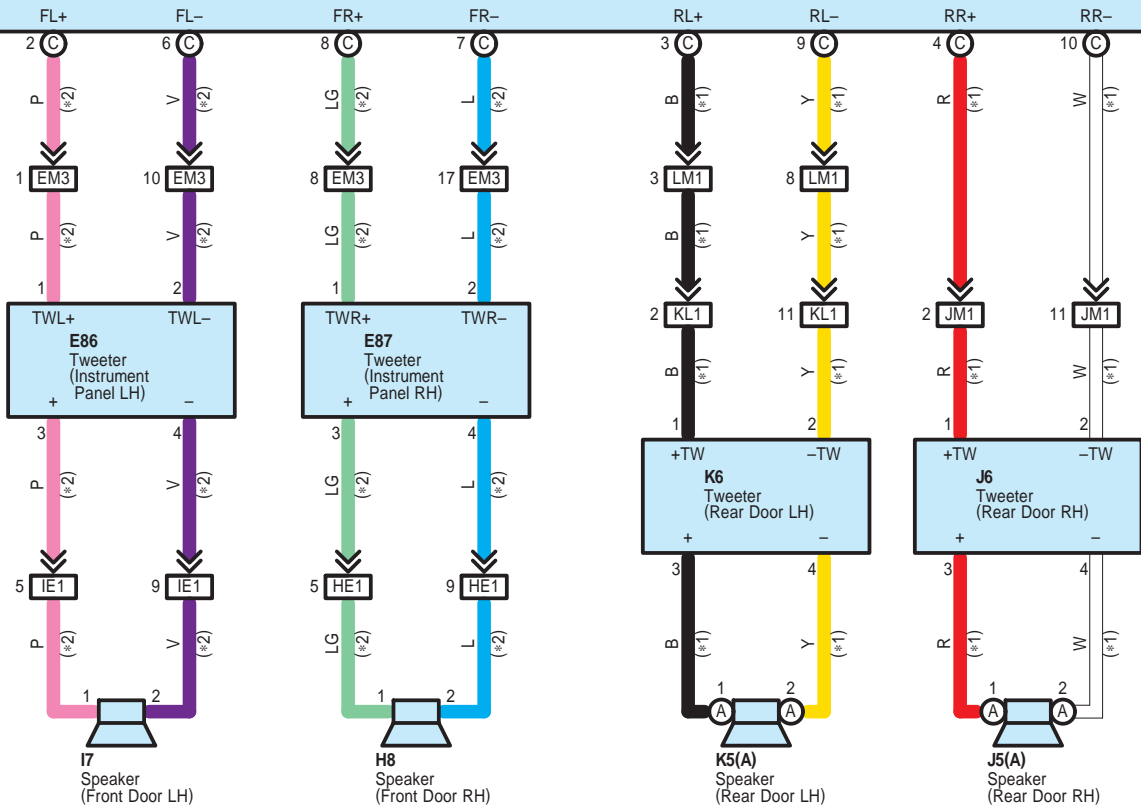 FL+ FL– FR+ FR– RL+ RL– RR+ RR–
2 C 6 C 8 C 7 C 3 C 9 C 4 C 10 C
P (*2) V (*2) LG (*2) L (*2) B (*1) Y (*1) R (*1) W (*1)
1 EM3 10 EM3 8 EM3 17 EM3 3 LM1 8 LM1
P (*2) V (*2) LG (*2) L (*2) B (*1) Y (*1)
1 2 1 2
2 KL1 11 KL1 2 JM1 11 JM1
TWL+ TWL– TWR+ TWR–
E86 E87
Tweeter Tweeter
(Instrument (Instrument
Panel LH) Panel RH)
B (*1) Y (*1) R (*1) W (*1)
+ – + –
3 4 3 4
1 2 1 2
+TW –TW +TW –TW
K6 J6
Tweeter Tweeter
(Rear Door LH) (Rear Door RH)
P (*2) V (*2) LG (*2) L (*2)
+ – + –
3 4 3 4
5 IE1 9 IE1 5 HE1 9 HE1
P (*2) V (*2) LG (*2) L (*2) B (*1) Y (*1) R (*1) W (*1)
1 2 1 2 1 2 1 2
A A A A
I7 H8 K5(A) J5(A)
Speaker Speaker Speaker Speaker
(Front Door LH) (Front Door RH) (Rear Door LH) (Rear Door RH)